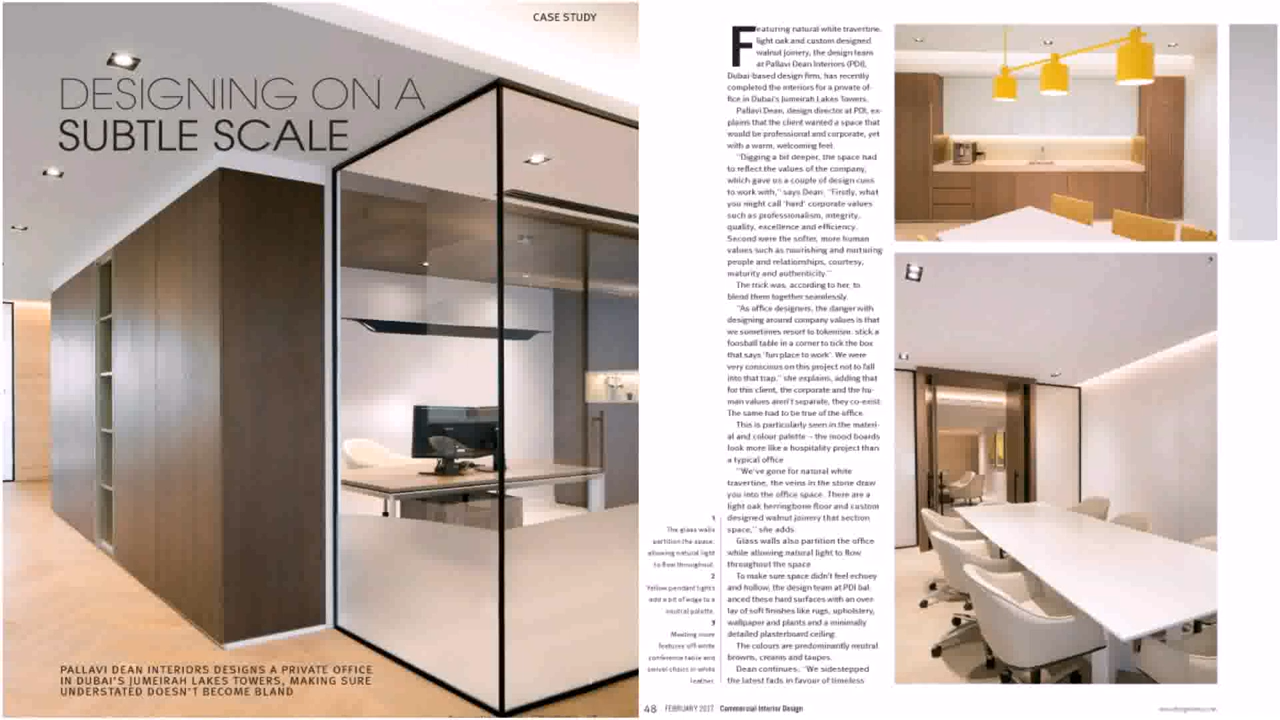 CASE STUDY
DESIGNING ON A
SUBTLE SCALE
PALLAVI DEAN INTERIORS DESIGNS A PRIVATE OFFICE
IN DUBAI'S JUMEIRAH LAKES TOWERS, MAKING SURE
UNDERSTATED DOESN'T BECOME BLAND
Featuring natural white travertine,
light oak and custom designed
walnut joinery, the design team
at Pallavi Dean Interiors (PDI),
Dubai-based design firm, has recently
completed the interiors for a private of-
fice in Dubai's Jumeirah Lakes Towers.
Pallavi Dean, design director at PDI, ex-
plains that the client wanted a space that
would be professional and corporate, yet
with a warm, welcoming feel.
"Digging a bit deeper, the space had
to reflect the values of the company,
which gave us a couple of design cues
to work with," says Dean. "Firstly, what
you might call 'hard' corporate values
such as professionalism, integrity,
quality, excellence and efficiency.
Second were the softer, more human
values such as nourishing and nurturing
people and relationships, courtesy,
maturity and authenticity."
The trick was, according to her, to
blend them together seamlessly.
"As office designers, the danger with
designing around company values is that
we sometimes resort to tokenism: stick a
foosball table in a corner to tick the box
that says 'fun place to work'. We were
very conscious on this project not to fall
into that trap," she explains, adding that
for this client, the corporate and the hu-
man values aren't separate, they co-exist.
The same had to be true of the office.
This is particularly seen in the materi-
al and colour palette – the mood boards
look more like a hospitality project than
a typical office
"We've gone for natural white
travertine, the veins in the stone draw
you into the office space. There are a
light oak herringbone floor and custom
designed walnut joinery that section
space," she adds.
Glass walls also partition the office
while allowing natural light to flow
throughout the space
To make sure space didn't feel echoey
and hollow, the design team at PDI bal-
anced these hard surfaces with an over-
lay of soft finishes like rugs, upholstery,
wallpaper and plants and a minimally
detailed plasterboard ceiling.
The colours are predominantly neutral
browns, creams and taupes.
Dean continues, "We sidestepped
the latest fads in favour of timeless
1
The glass walls
partition the space,
allowing natural light
to flow throughout.
2
Yellow pendant lights
add a bit of edge to a
neutral palette.
3
Meeting room
features off-white
conference table and
swivel chairs in white
leather.
48 FEBRUARY 2017 Commercial Interior Design